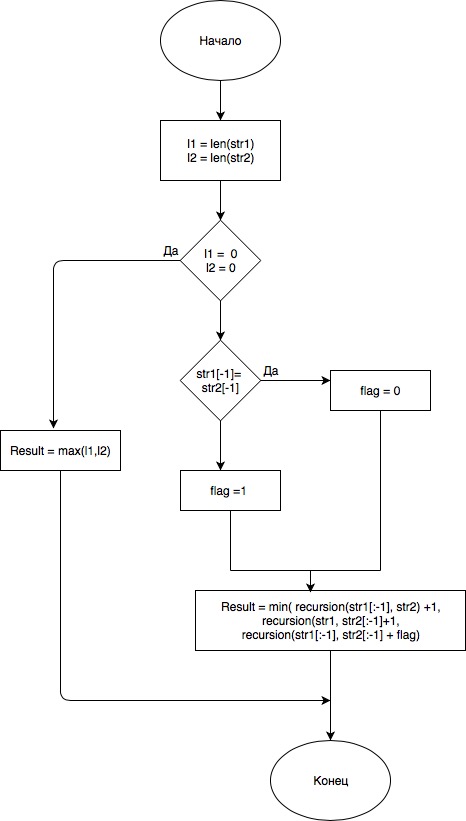 Начало
l1 = len(str1)
l2 = len(str2)
Да
l1 =  0
l2 = 0
str1[-1]=
str2[-1]
Да
flag = 0
Result = max(l1,l2)
flag =1
Result = min( recursion(str1[:-1], str2) +1,
recursion(str1, str2[:-1]+1,
recursion(str1[:-1], str2[:-1] + flag)
Конец